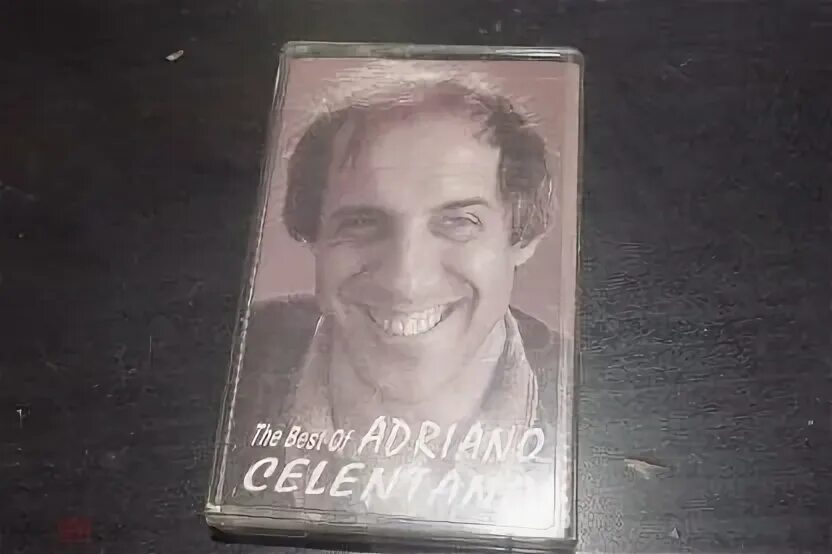 The Best Of ADRIANO
CELENTANO